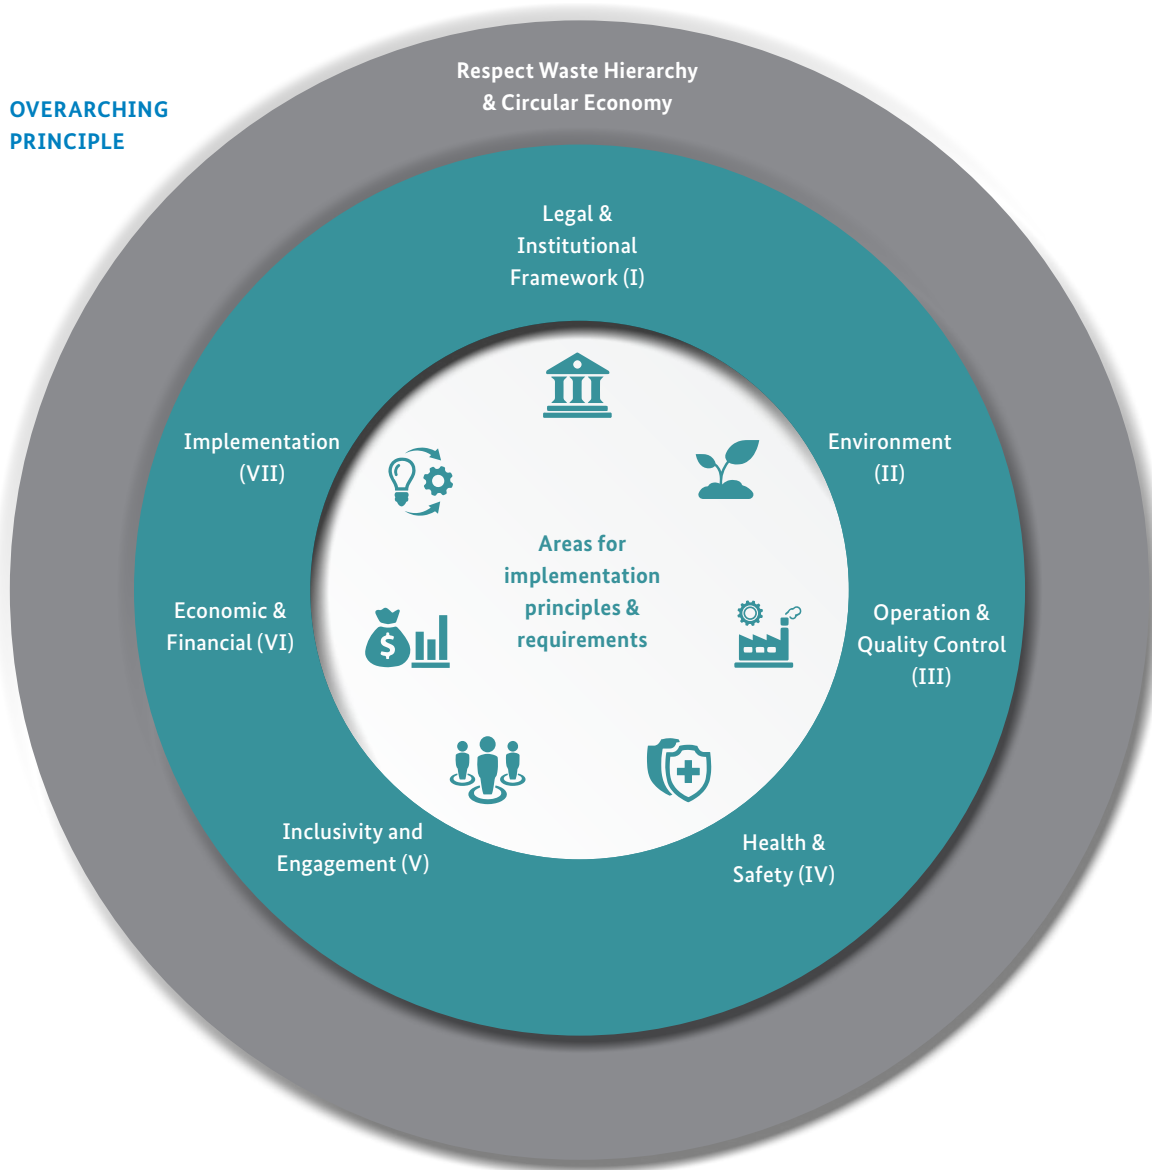 OVERARCHING
PRINCIPLE
Respect Waste Hierarchy
& Circular Economy
Legal &
Institutional
Framework (I)
Environment
(II)
Operation &
Quality Control
(III)
Health &
Safety (IV)
Inclusivity and
Engagement (V)
Economic &
Financial (VI)
Implementation
(VII)
Areas for
implementation
principles &
requirements
$